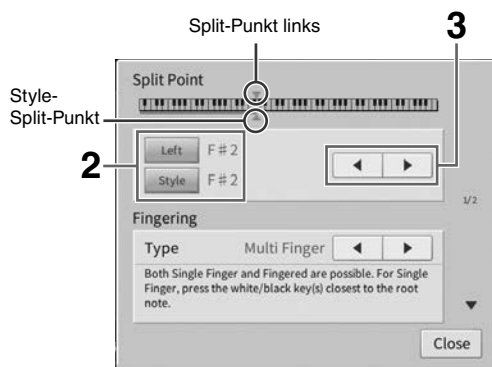 Split-Punkt links
3
Split Point
Style-
Split-Punkt
2
Left F#2
Style F#2
1/2
Fingering
Type Multi Finger
Both Single Finger and Fingered are possible. For Single
Finger, press the white/black key(s) closest to the root
note.
Close